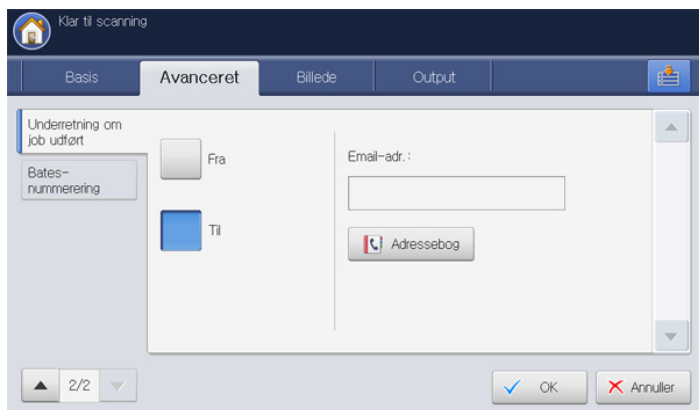 Klar til scanning
Basis
Avanceret
Billede
Output
Underretning om
job udført
Bates-
nummerering
Fra
Til
Email-adr. :
Adressebog
2/2
OK
Annuller